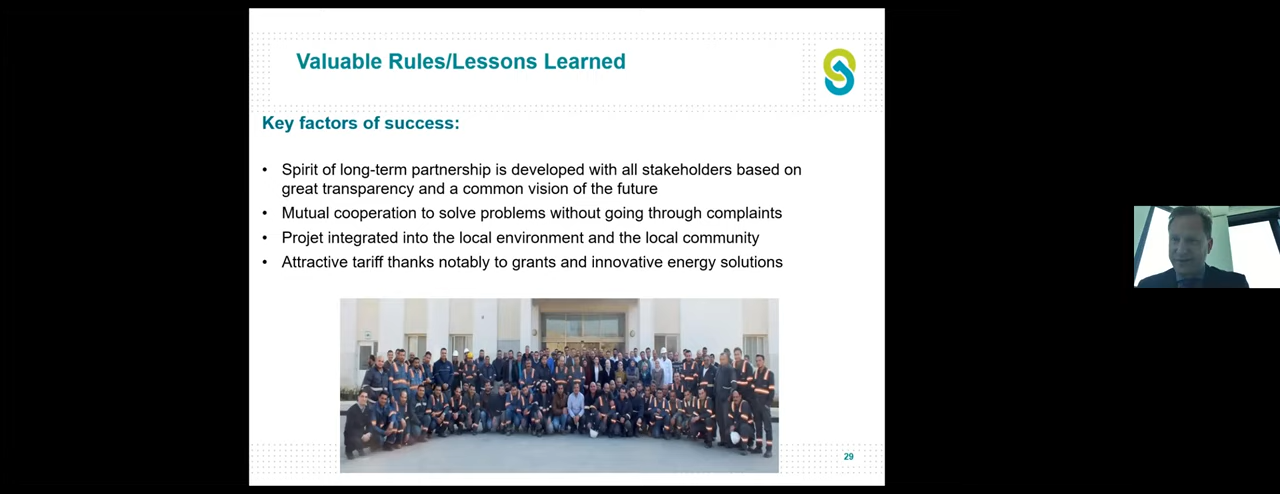 Valuable Rules/Lessons Learned
Key factors of success:
• Spirit of long-term partnership is developed with all stakeholders based on
great transparency and a common vision of the future
• Mutual cooperation to solve problems without going through complaints
• Projet integrated into the local environment and the local community
• Attractive tariff thanks notably to grants and innovative energy solutions
29